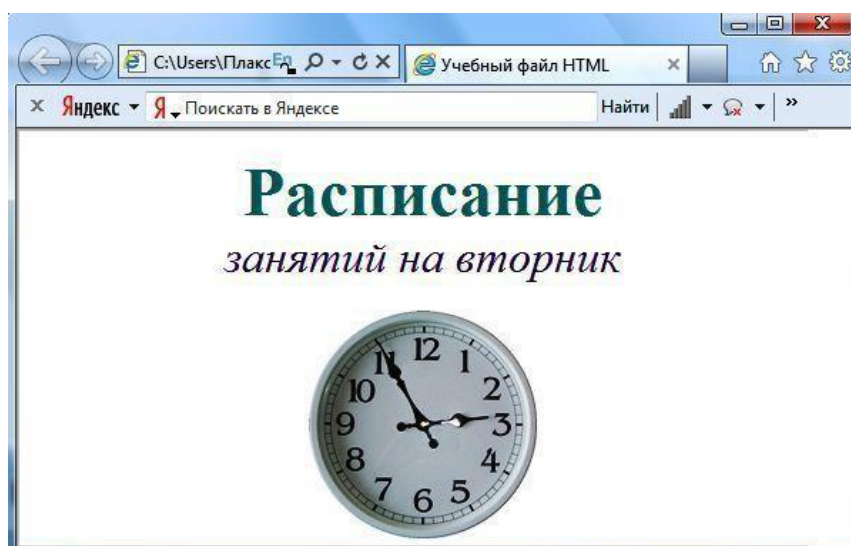 C:\Users\Плакс
Учебный файл HTML
Яндекс Я Поискать в Яндексе Найти
Расписание
занятий на вторник
12
11 1
10 2
9 3
8 4
7 5
6